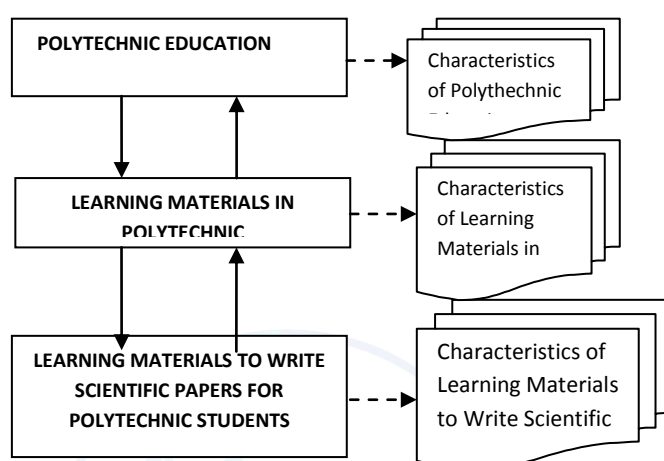 POLYTECHNIC EDUCATION
Characteristics
of Polythechnic
LEARNING MATERIALS IN
POLYTECHNIC
Characteristics
of Learning
Materials in
LEARNING MATERIALS TO WRITE
SCIENTIFIC PAPERS FOR
POLYTECHNIC STUDENTS
Characteristics of
Learning Materials
to Write Scientific